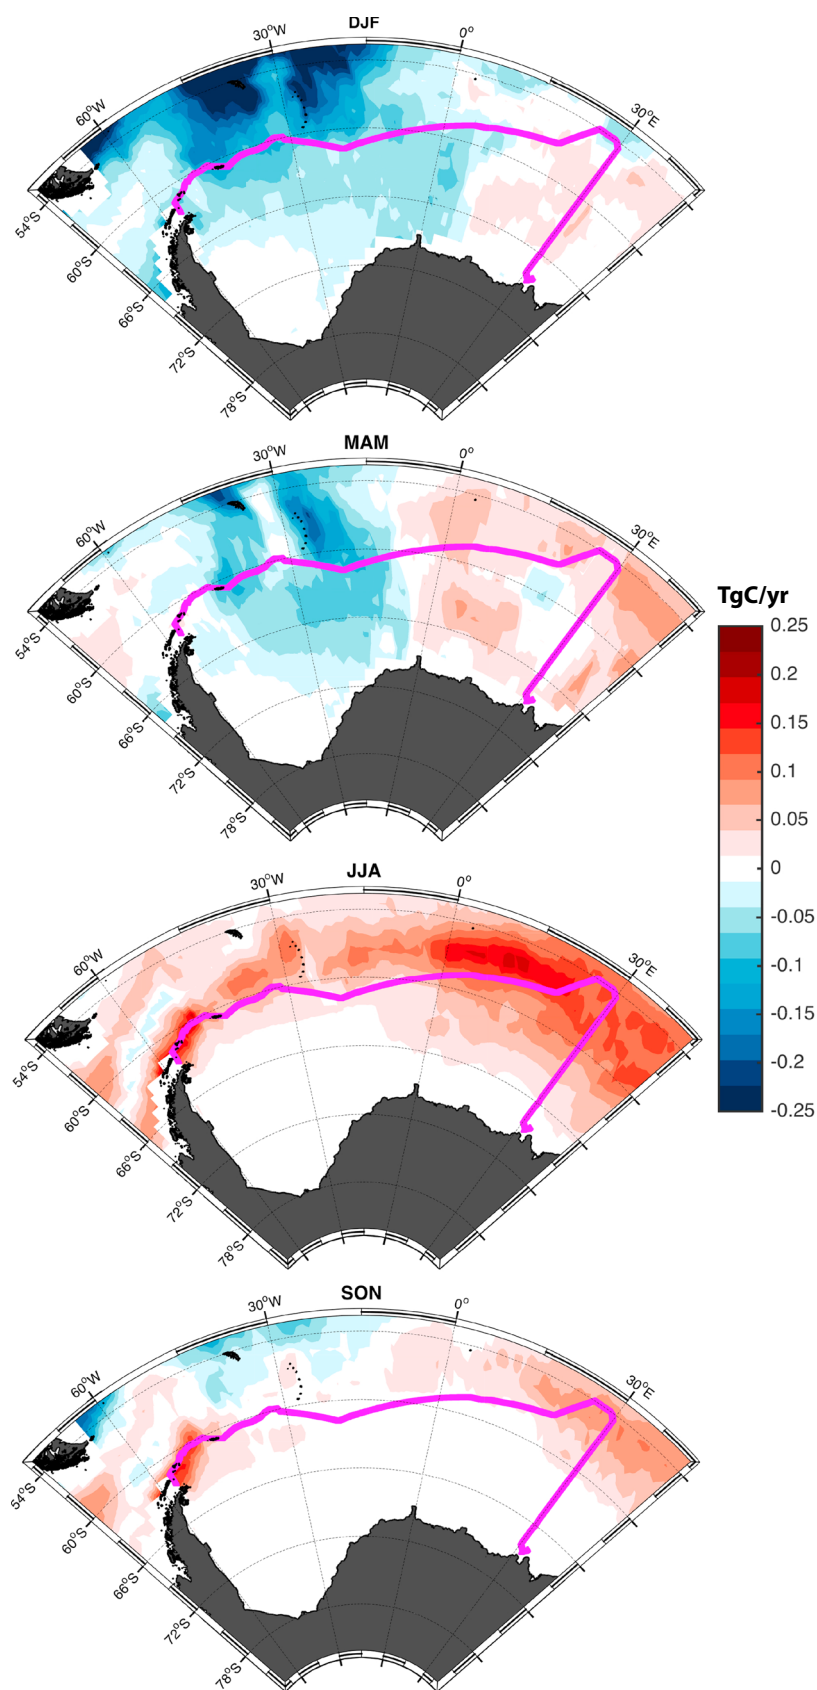 DJF
30°W
0°
60°W
30°E
54°S
60°S
66°S
72°S
78°S
MAM
30°W
0°
60°W
30°E
54°S
60°S
66°S
72°S
78°S
TgC/yr
0.25
0.2
0.15
0.1
0.05
0
-0.05
-0.1
-0.15
-0.2
-0.25
JJA
30°W
0°
60°W
30°E
54°S
60°S
66°S
72°S
78°S
SON
30°W
0°
60°W
30°E
54°S
60°S
66°S
72°S
78°S